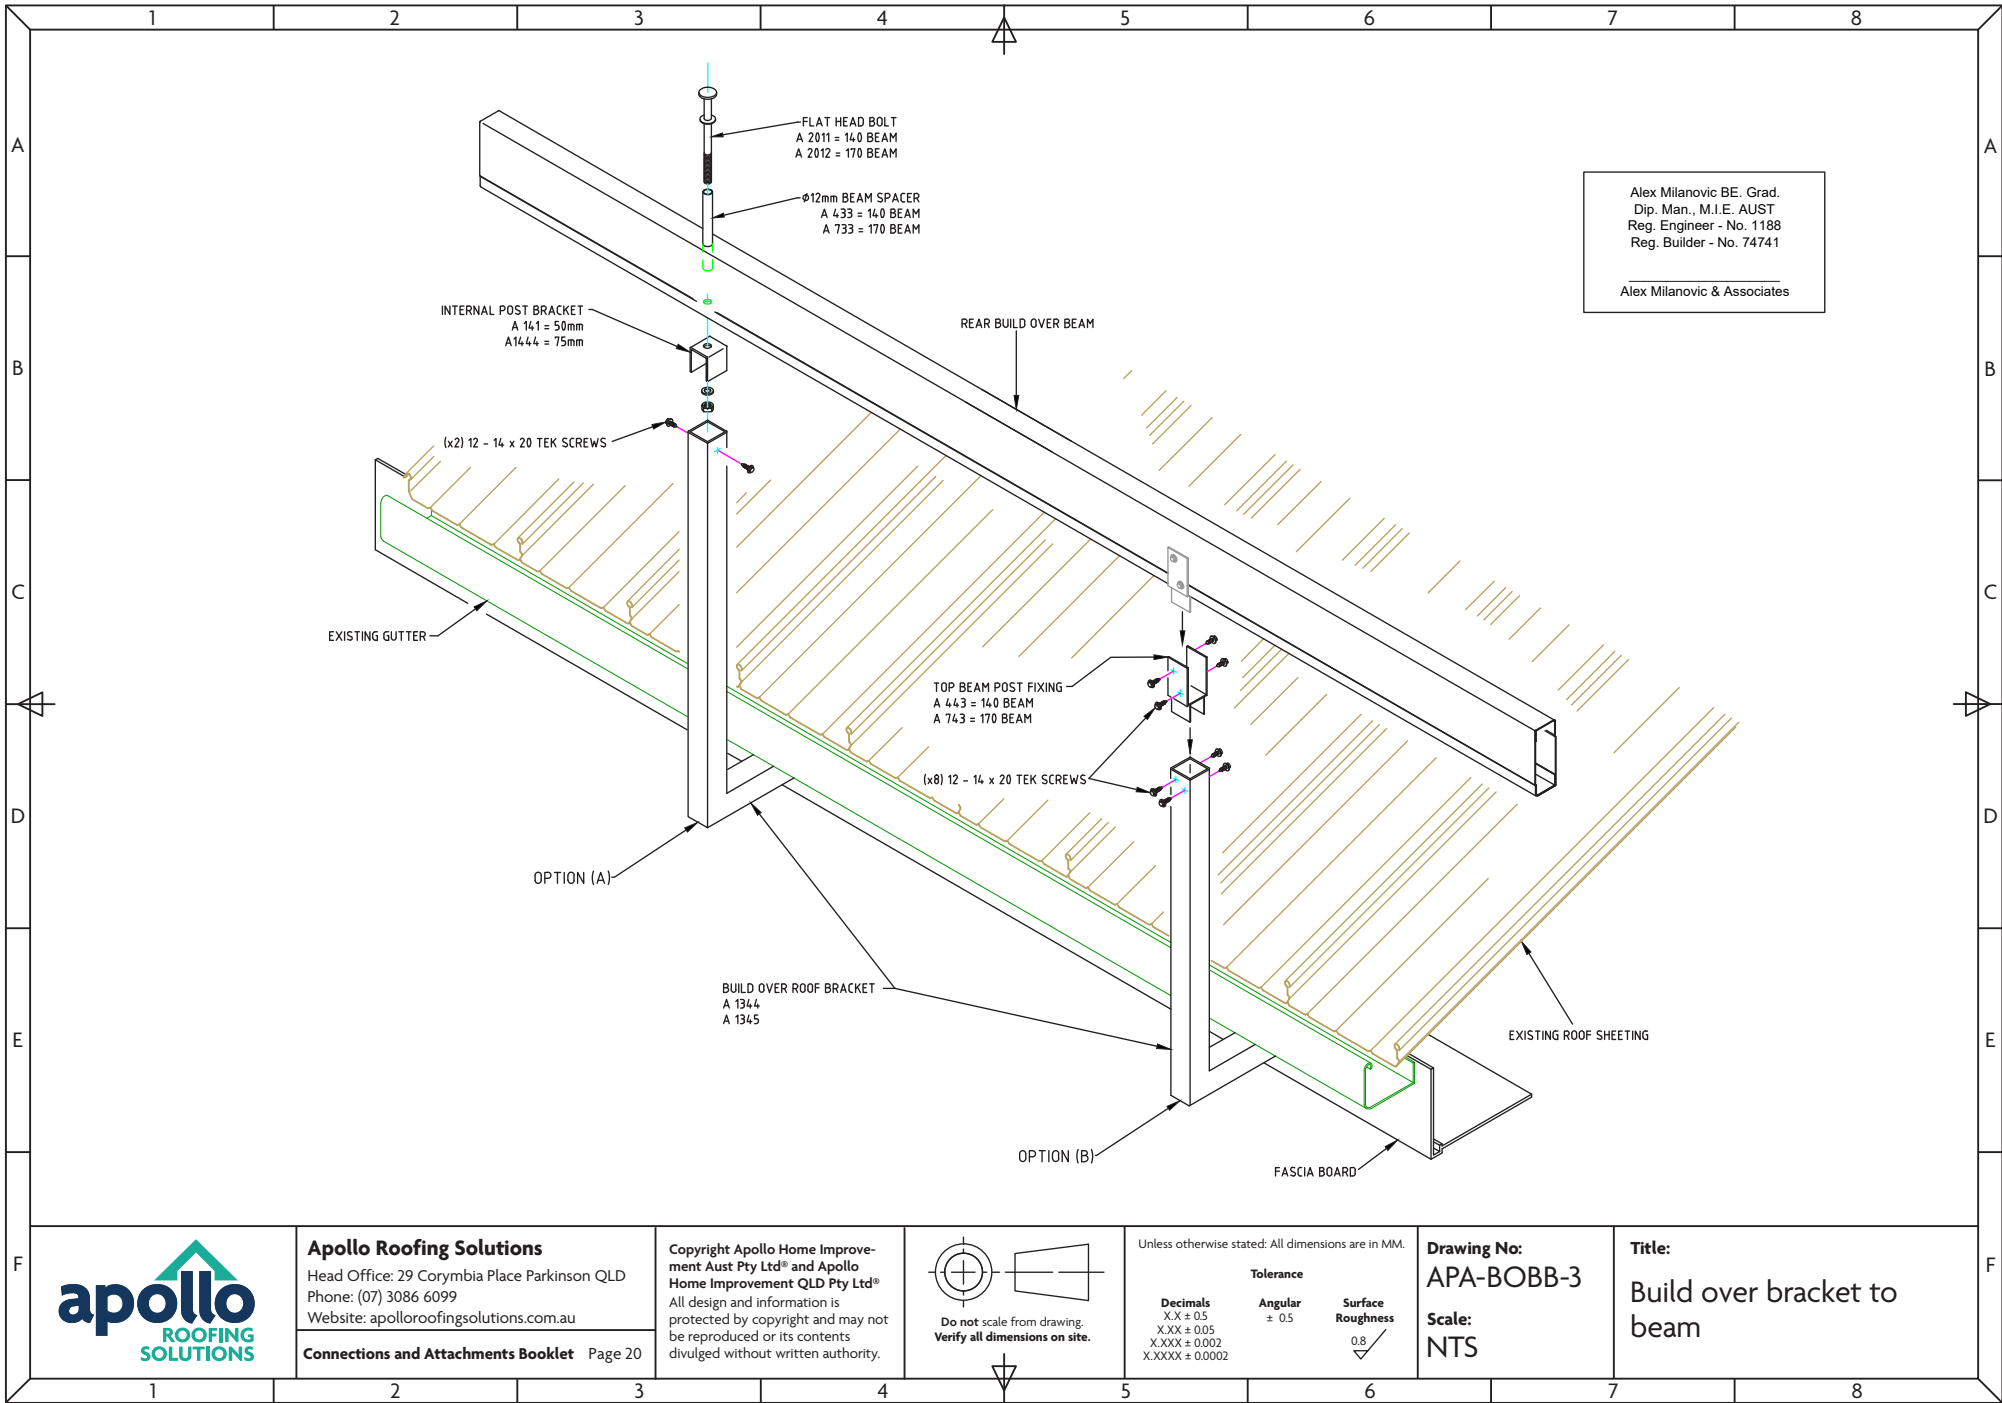 1 2 3 4 5 6 7 8
A A
B B
C C
D D
E E
F F
FLAT HEAD BOLT
A 2011 = 140 BEAM
A 2012 = 170 BEAM
φ12mm BEAM SPACER
A 433 = 140 BEAM
A 733 = 170 BEAM
INTERNAL POST BRACKET
A 141 = 50mm
A1444 = 75mm
(x2) 12 - 14 x 20 TEK SCREWS
REAR BUILD OVER BEAM
Alex Milanovic BE. Grad.
Dip. Man., M.I.E. AUST
Reg. Engineer - No. 1188
Reg. Builder - No. 74741
Alex Milanovic & Associates
EXISTING GUTTER
TOP BEAM POST FIXING
A 443 = 140 BEAM
A 743 = 170 BEAM
(x8) 12 - 14 x 20 TEK SCREWS
OPTION (A)
BUILD OVER ROOF BRACKET
A 1344
A 1345
EXISTING ROOF SHEETING
OPTION (B)
FASCIA BOARD
apollo
ROOFING
SOLUTIONS
Apollo Roofing Solutions
Head Office: 29 Corymbia Place Parkinson QLD
Phone: (07) 3086 6099
Website: apolloroofingsolutions.com.au
Connections and Attachments Booklet Page 20
Copyright Apollo Home Improve-
ment Aust Pty Ltd® and Apollo
Home Improvement QLD Pty Ltd®
All design and information is
protected by copyright and may not
be reproduced or its contents
divulged without written authority.
Do not scale from drawing.
Verify all dimensions on site.
Unless otherwise stated: All dimensions are in MM.
Tolerance
Decimals Angular Surface
X.X ± 0.5 ± 0.5 Roughness
X.XX ± 0.05
X.XXX ± 0.002 0.8
X.XXXX ± 0.0002
Drawing No:
APA-BOBB-3
Scale:
NTS
Title:
Build over bracket to
beam
1 2 3 4 5 6 7 8